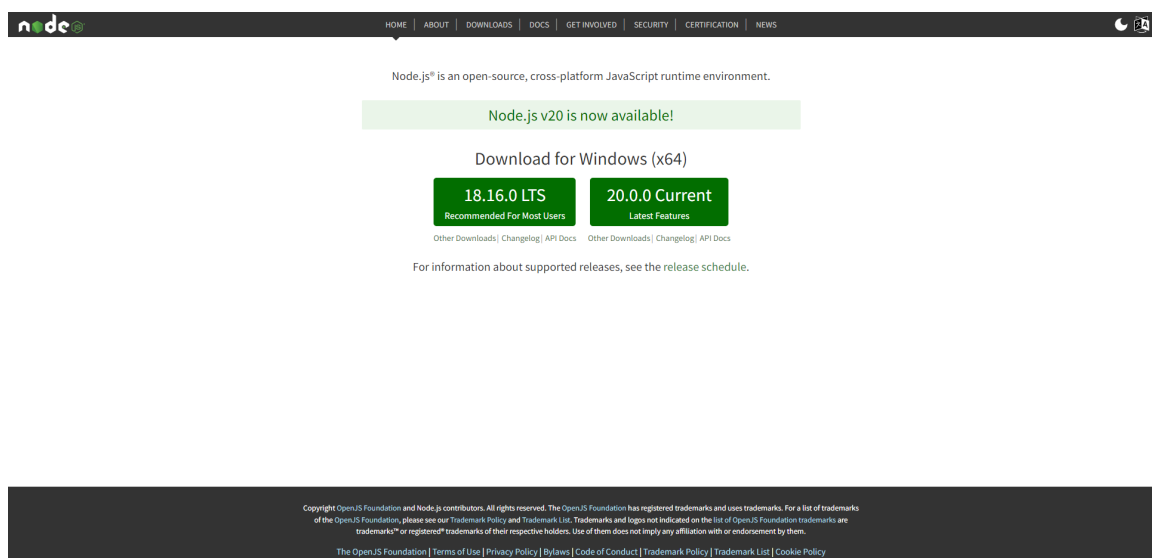 node
HOME | ABOUT | DOWNLOADS | DOCS | GET INVOLVED | SECURITY | CERTIFICATION | NEWS
Node.js® is an open-source, cross-platform JavaScript runtime environment.
Node.js v20 is now available!
Download for Windows (x64)
18.16.0 LTS
Recommended For Most Users
20.0.0 Current
Latest Features
Other Downloads | Changelog | API Docs
Other Downloads | Changelog | API Docs
For information about supported releases, see the release schedule.
Copyright OpenJS Foundation and Node.js contributors. All rights reserved. The OpenJS Foundation has registered trademarks and uses trademarks. For a list of trademarks
of the OpenJS Foundation, please see our Trademark Policy and Trademark List. Trademarks and logos not indicated on the list of OpenJS Foundation trademarks are
trademarks™ or registered® trademarks of their respective holders. Use of them does not imply any affiliation with or endorsement by them.
The OpenJS Foundation | Terms of Use | Privacy Policy | Bylaws | Code of Conduct | Trademark Policy | Trademark List | Cookie Policy